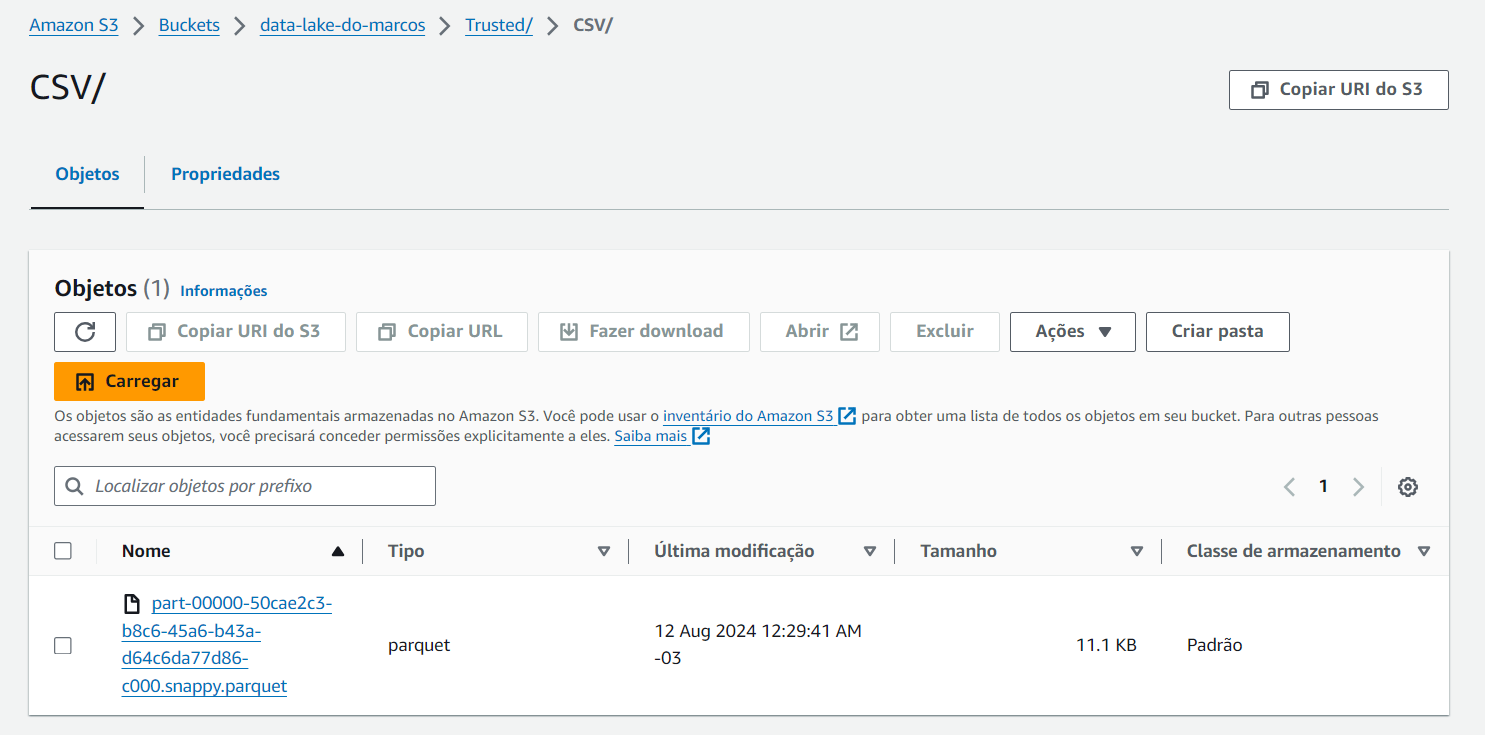 Amazon S3 > Buckets > data-lake-do-marcos > Trusted/ > CSV/
CSV/
Copiar URI do S3
Objetos Propriedades
Objetos (1) Informações
Copiar URI do S3 Copiar URL Fazer download Abrir Excluir Ações Criar pasta
Carregar
Os objetos são as entidades fundamentais armazenadas no Amazon S3. Você pode usar o inventário do Amazon S3 para obter uma lista de todos os objetos em seu bucket. Para outras pessoas
acessarem seus objetos, você precisará conceder permissões explicitamente a eles. Saiba mais
Localizar objetos por prefixo
1
Nome Tipo Última modificação Tamanho Classe de armazenamento
part-00000-50cae2c3-
b8c6-45a6-b43a-
d64c6da77d86-
c000.snappy.parquet
parquet
12 Aug 2024 12:29:41 AM
-03
11.1 KB
Padrão